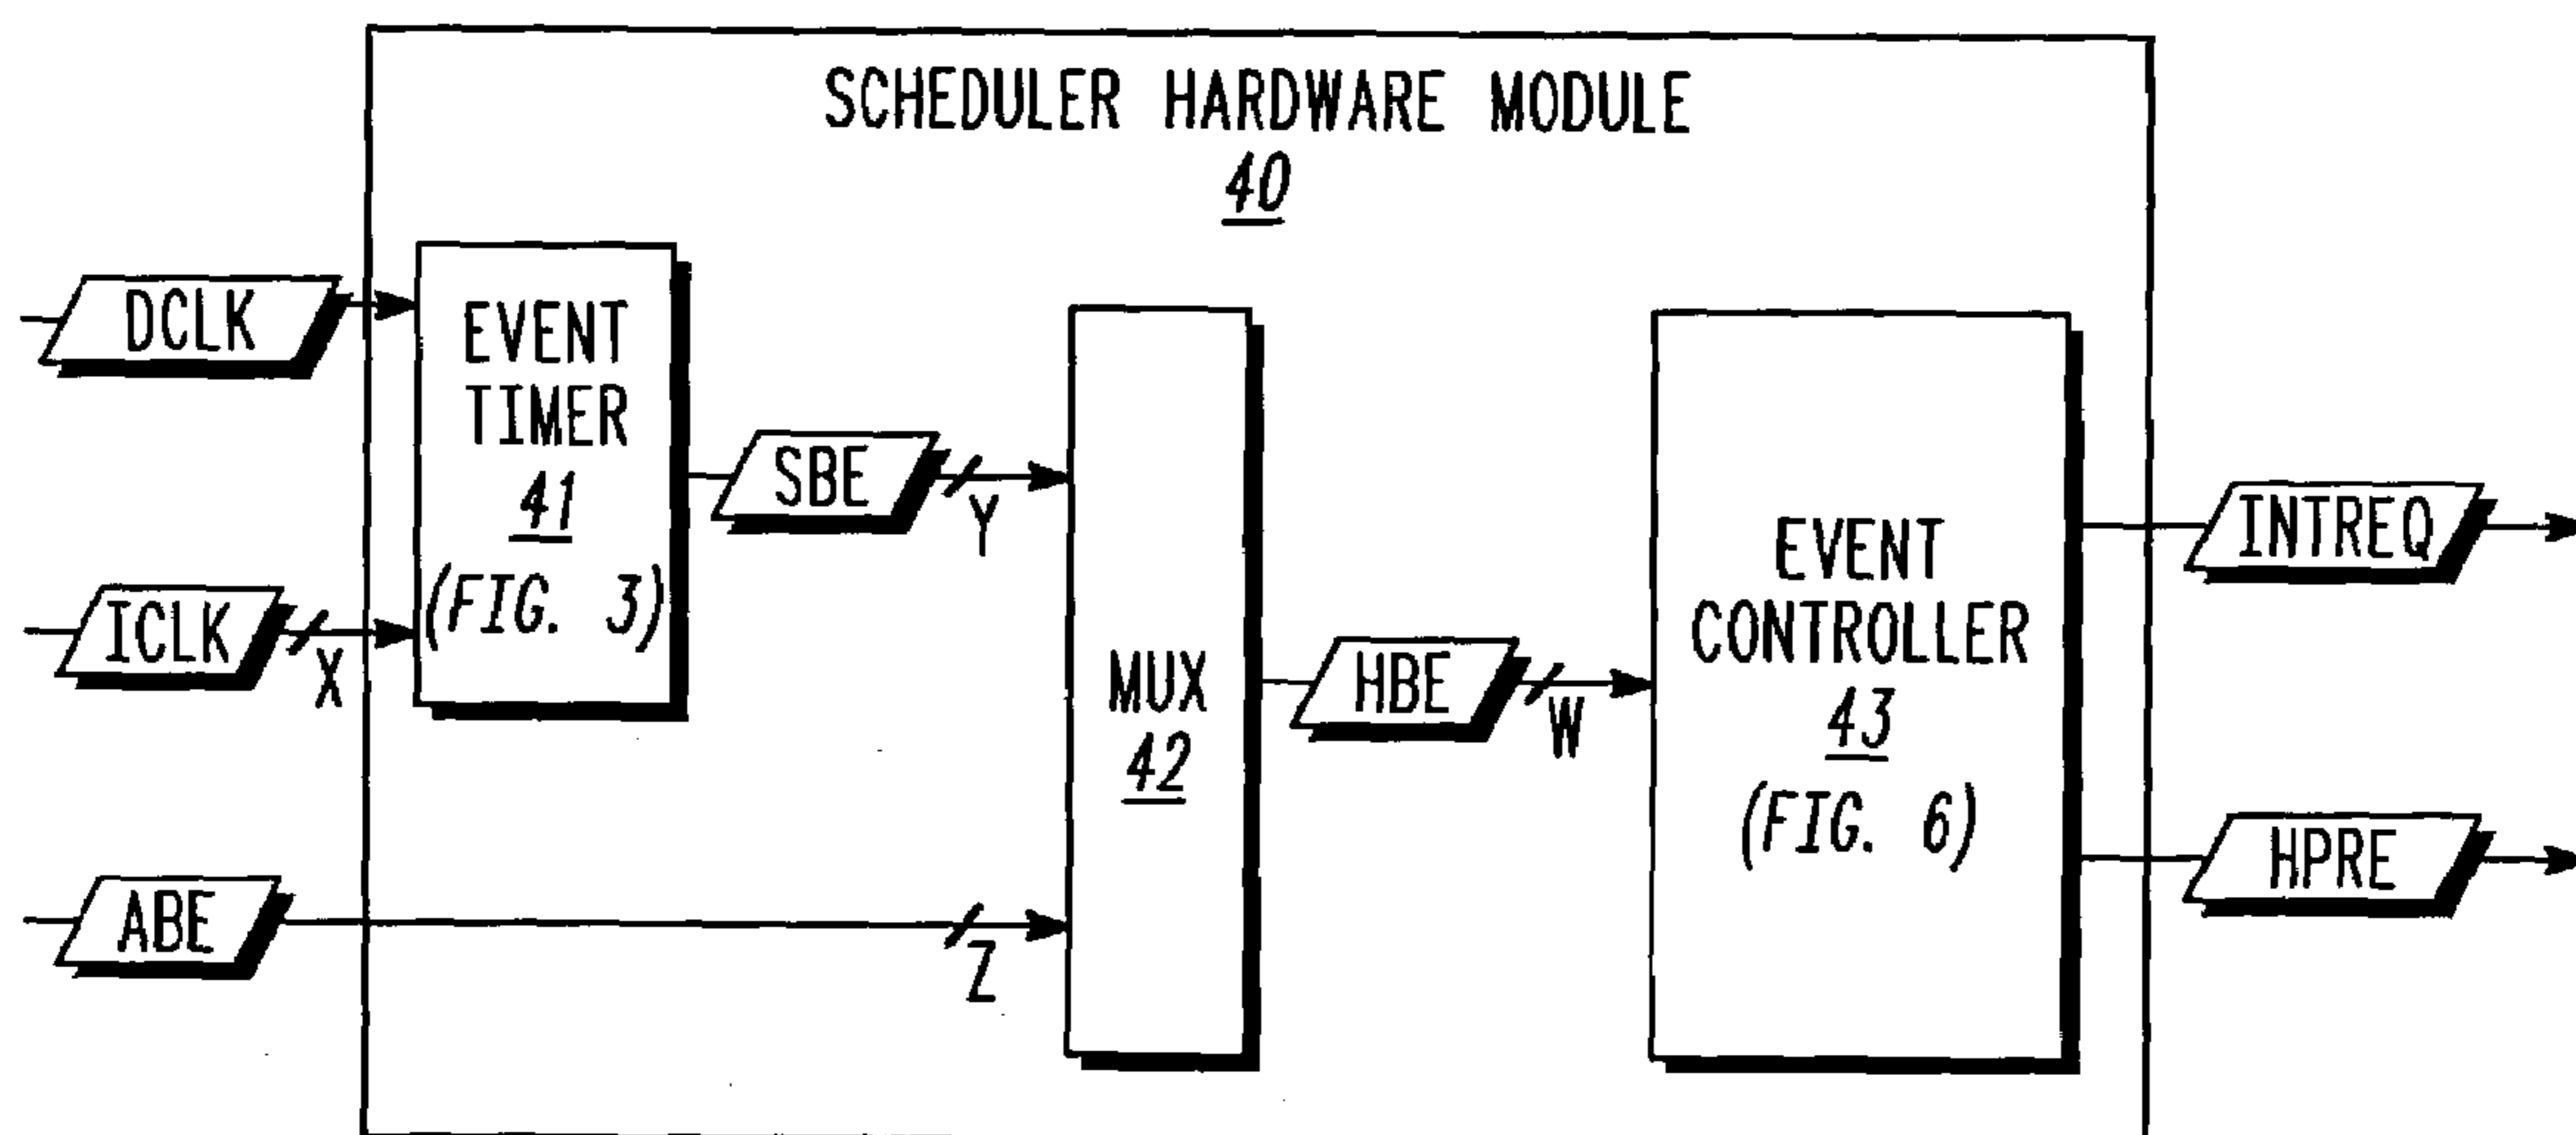 SCHEDULER HARDWARE MODULE
40
DCLK
EVENT
TIMER
41
(FIG. 3)
SBE
Y
ICLK
X
MUX
42
HBE
W
EVENT
CONTROLLER
43
(FIG. 6)
INTREQ
HPRE
ABE
Z